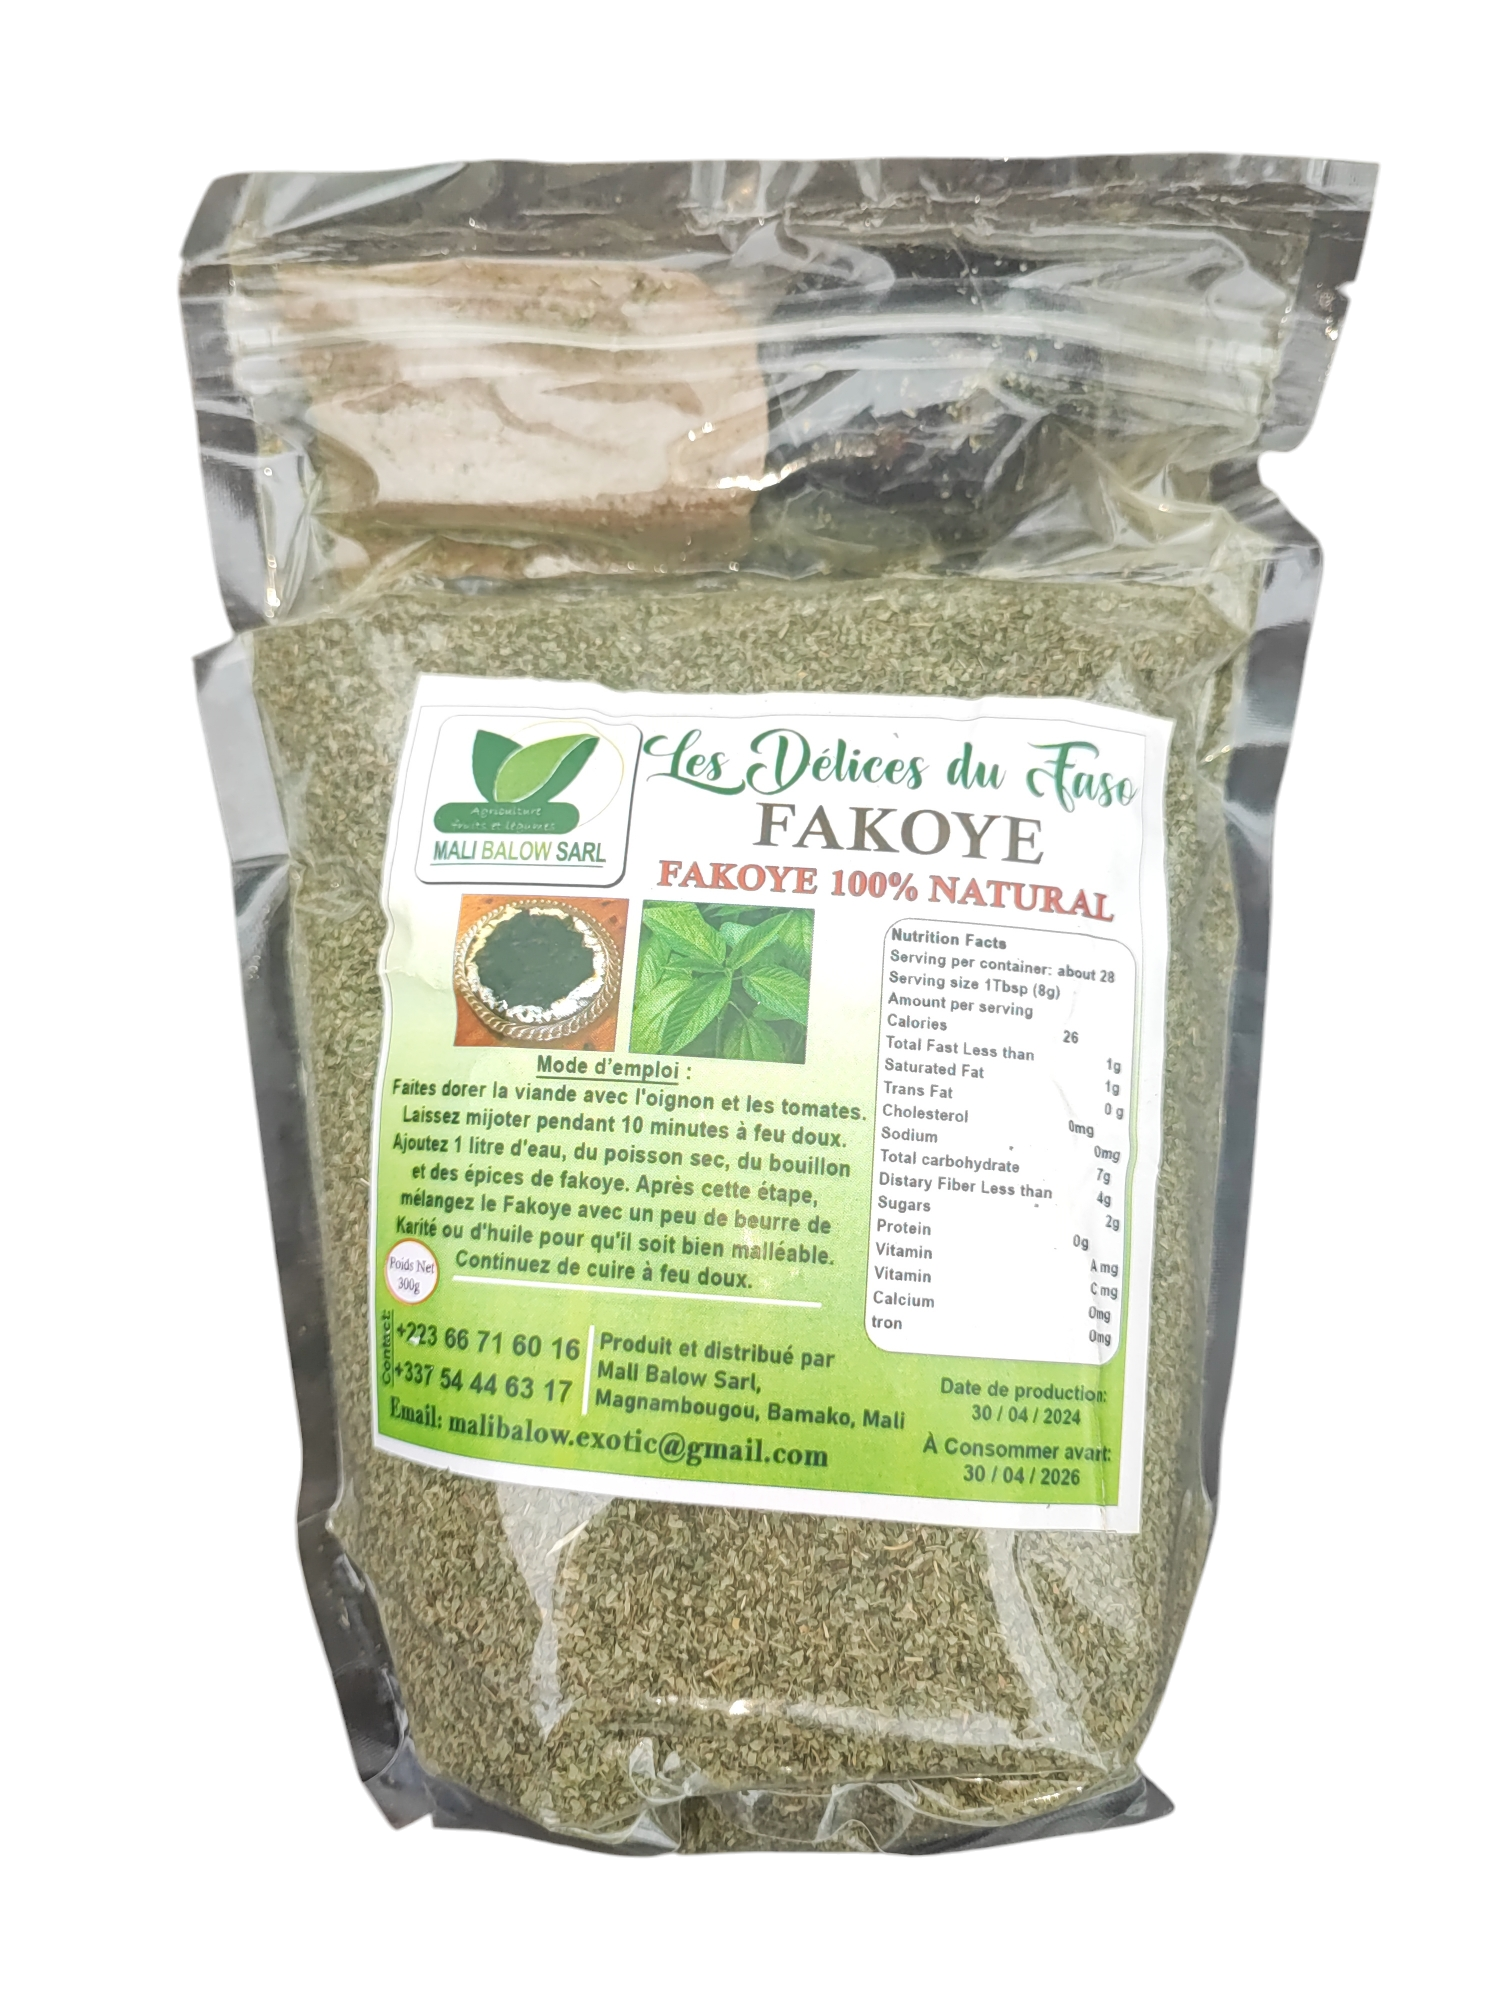 Agriculture
fruits et légumes
MALI BALOW SARL
Les Délices du Faso
FAKOYE
FAKOYE 100% NATURAL
Nutrition Facts
Serving per container: about 28
Serving size 1Tbsp (8g)
Amount per serving
Calories 26
Total Fast Less than 1g
Saturated Fat 1g
Trans Fat 0 g
Cholesterol 0mg
Sodium 0mg
Total carbohydrate 7g
Distary Fiber Less than 4g
Sugars 2g
Protein 0g
Vitamin A mg
Vitamin C mg
Calcium 0mg
tron 0mg
Mode d'emploi :
Faites dorer la viande avec l'oignon et les tomates.
Laissez mijoter pendant 10 minutes à feu doux.
Ajoutez 1 litre d'eau, du poisson sec, du bouillon
et des épices de fakoye. Après cette étape,
mélangez le Fakoye avec un peu de beurre de
Karité ou d'huile pour qu'il soit bien malléable.
Continuez de cuire à feu doux.
Poids Net
300g
Contact:
+223 66 71 60 16
+337 54 44 63 17
Produit et distribué par
Mali Balow Sarl,
Magnambougou, Bamako, Mali
Email: malibalow.exotic@gmail.com
Date de production:
30 / 04 / 2024
À Consommer avant:
30 / 04 / 2026